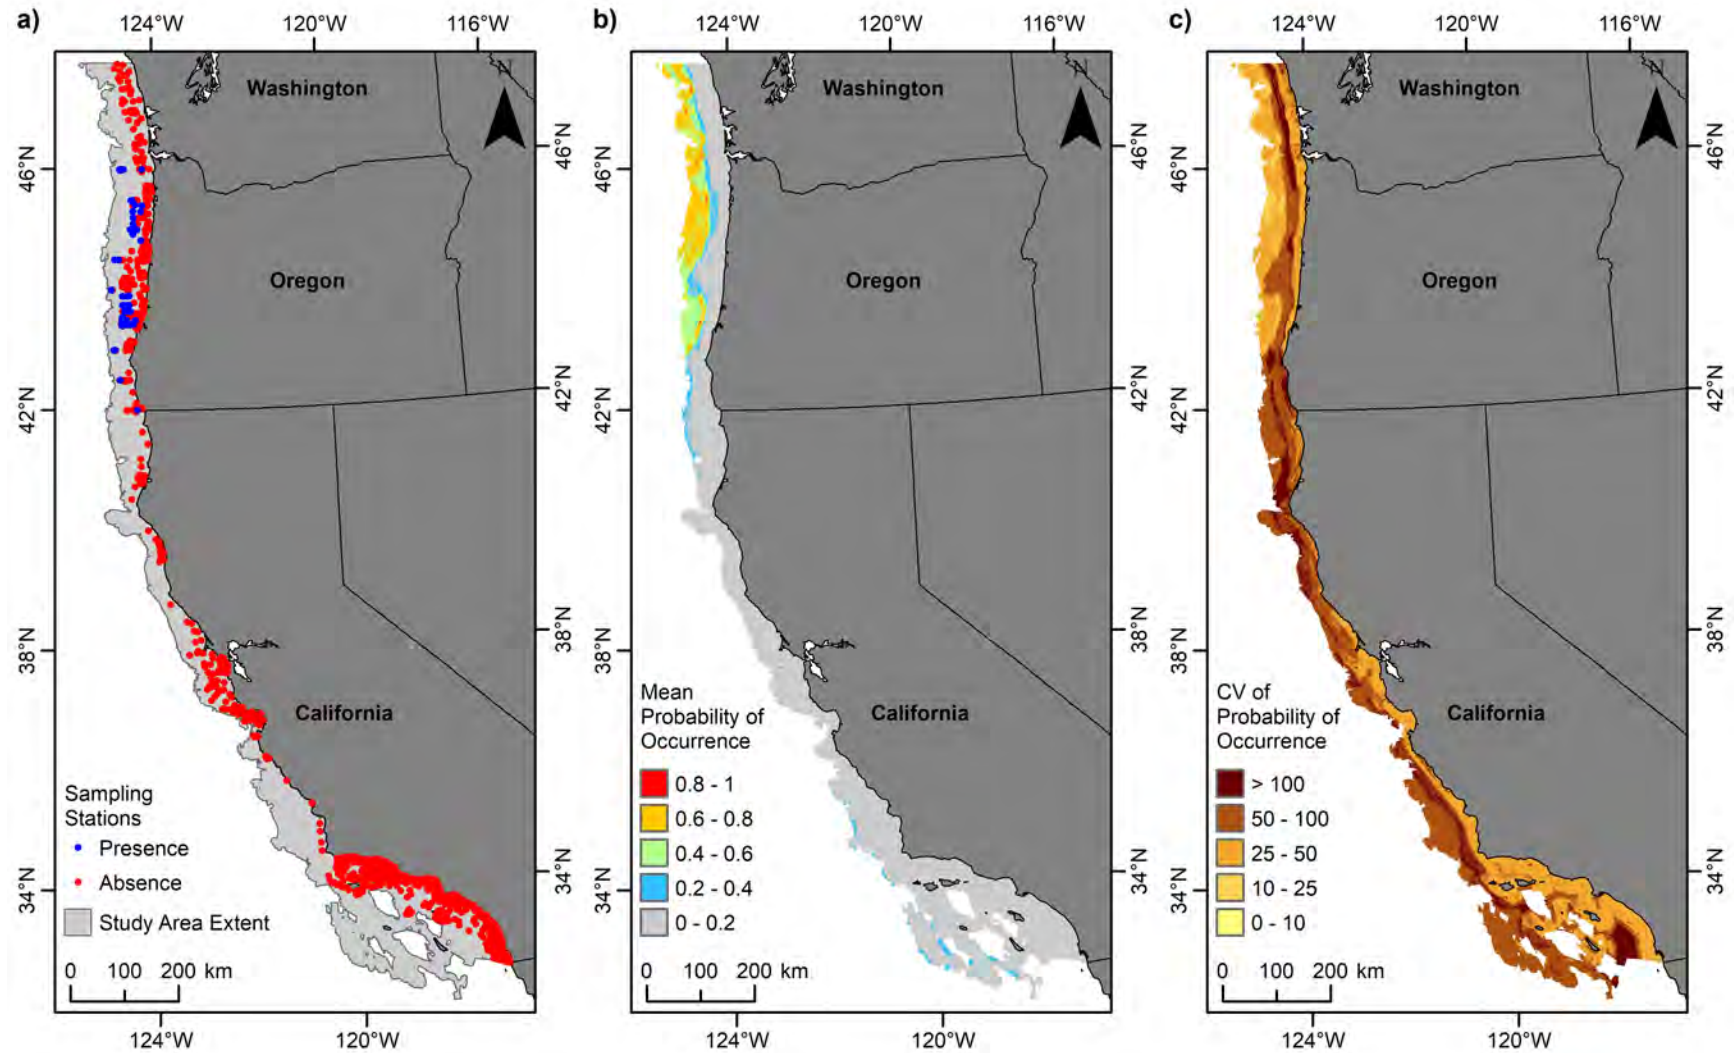 a)
124°W
120°W
116°W
N
Washington
Oregon
California
46°N
42°N
38°N
34°N
46°N
42°N
38°N
34°N
Sampling
Stations
Presence
Absence
Study Area Extent
0 100 200 km
124°W
120°W
b)
124°W
120°W
116°W
N
Washington
Oregon
California
46°N
42°N
38°N
34°N
46°N
42°N
38°N
34°N
Mean
Probability of
Occurrence
0.8 - 1
0.6 - 0.8
0.4 - 0.6
0.2 - 0.4
0 - 0.2
0 100 200 km
124°W
120°W
c)
124°W
120°W
116°W
N
Washington
Oregon
California
46°N
42°N
38°N
34°N
46°N
42°N
38°N
34°N
CV of
Probability of
Occurrence
> 100
50 - 100
25 - 50
10 - 25
0 - 10
0 100 200 km
124°W
120°W